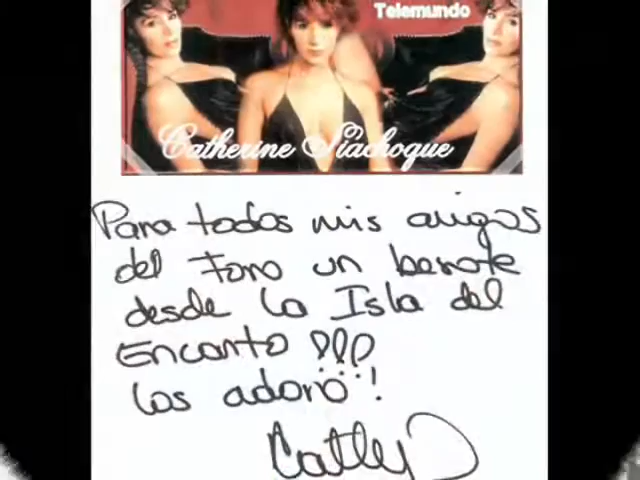 Telemundo
Catherine Siachoque
Para todos mis amigos
del Foro un besote
desde la Isla del
Encanto !!!
Los adoro !
Cathy